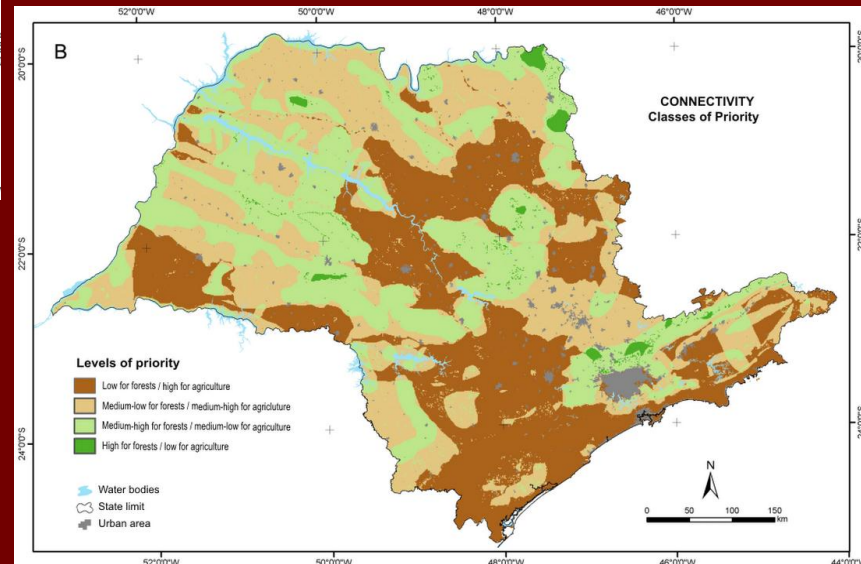 52°0'0"W 50°0'0"W 48°0'0"W 46°0'0"W
B
20°0'0"S
CONNECTIVITY
Classes of Priority
22°0'0"S
Levels of priority
Low for forests / high for agriculture
Medium-low for forests / medium-high for agricluture
Medium-high for forests / medium-low for agriculture
High for forests / low for agriculture
24°0'0"S
Water bodies
State limit
Urban area
N
0 50 100 150
km
52°0'0"W 50°0'0"W 48°0'0"W 46°0'0"W 44°0'0"W